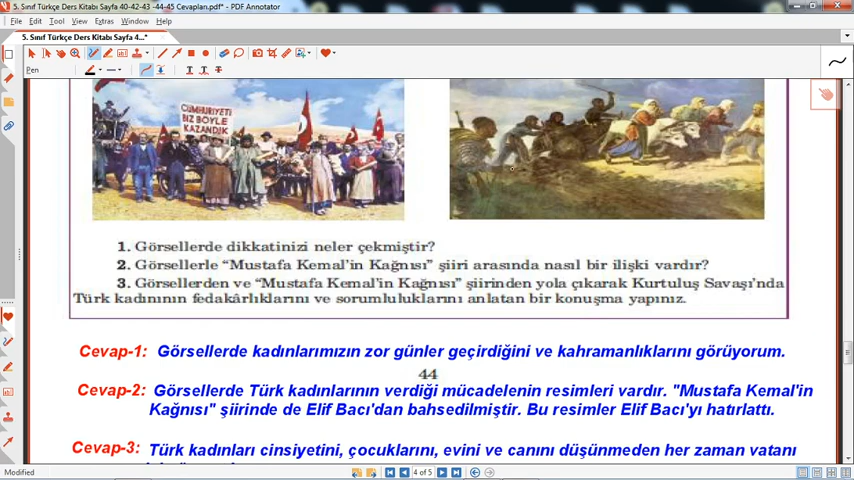 5. Sınıf Türkçe Ders Kitabı Sayfa 40-42-43 -44-45 Cevapları.pdf* - PDF Annotator
File Edit Tool View Extras Window Help
5. Sınıf Türkçe Ders Kitabı Sayfa 4...*
Pen
CUMHURİYETİ
BİZ BÖYLE
KAZANDIK
1. Görsellerde dikkatinizi neler çekmiştir?
2. Görsellerle “Mustafa Kemal’in Kağnısı” şiiri arasında nasıl bir ilişki vardır?
3. Görsellerden ve “Mustafa Kemal’in Kağnısı” şiirinden yola çıkarak Kurtuluş Savaşı’nda
Türk kadınının fedakârlıklarını ve sorumluluklarını anlatan bir konuşma yapınız.
Cevap-1: Görsellerde kadınlarımızın zor günler geçirdiğini ve kahramanlıklarını görüyorum.
44
Cevap-2: Görsellerde Türk kadınlarının verdiği mücadelenin resimleri vardır. "Mustafa Kemal'in
Kağnısı" şiirinde de Elif Bacı'dan bahsedilmiştir. Bu resimler Elif Bacı'yı hatırlattı.
Cevap-3: Türk kadınları cinsiyetini, çocuklarını, evini ve canını düşünmeden her zaman vatanı
Modified
4 of 5